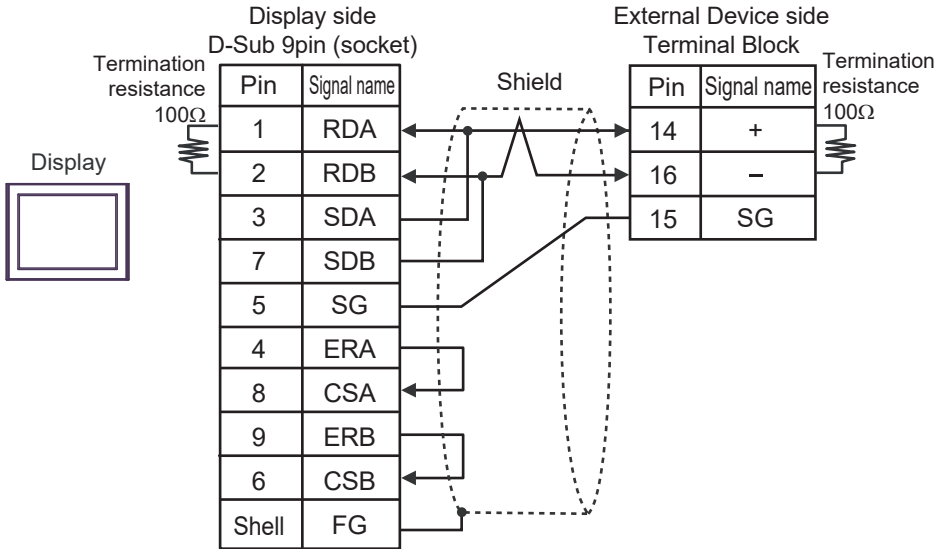 Display side
D-Sub 9pin (socket)
External Device side
Terminal Block
Termination
resistance
100Ω
Shield
Termination
resistance
100Ω
Display
Pin Signal name
1 RDA
2 RDB
3 SDA
7 SDB
5 SG
4 ERA
8 CSA
9 ERB
6 CSB
Shell FG
Pin Signal name
14 +
16 –
15 SG